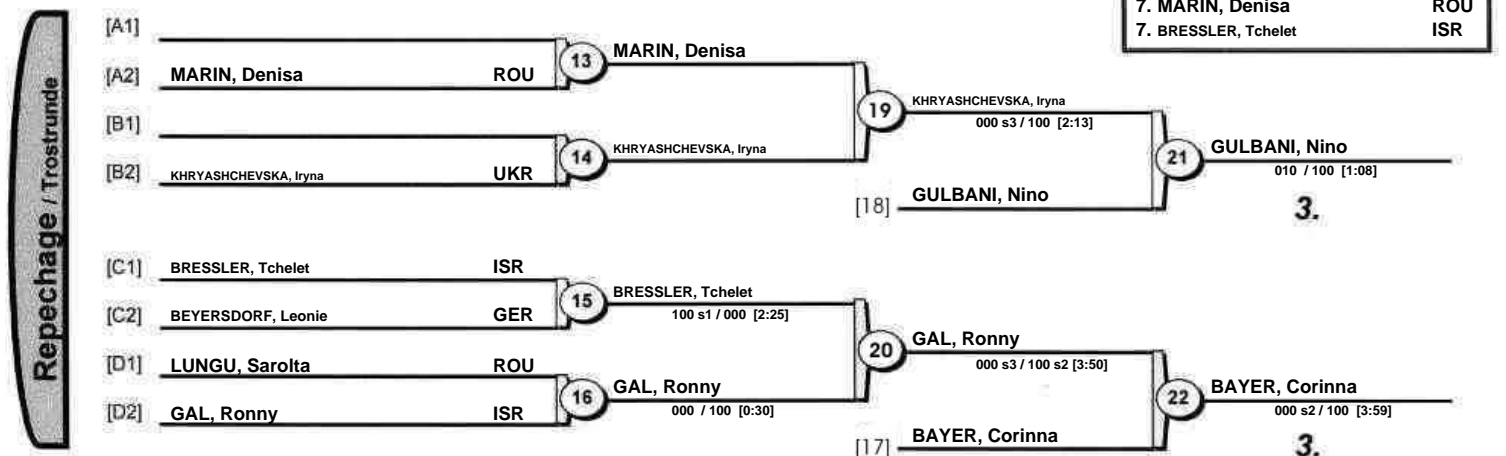 7. MARIN, Denisa ROU
7. BRESSLER, Tchelet ISR
Repechage / Trostrunde
[A1]
[A2] MARIN, Denisa ROU
13
MARIN, Denisa
[B1]
[B2] KHRYASHCHEVSKA, Iryna UKR
14
KHRYASHCHEVSKA, Iryna
19
KHRYASHCHEVSKA, Iryna
000 s3 / 100 [2:13]
[18] GULBANI, Nino
21
GULBANI, Nino
010 / 100 [1:08]
3.
[C1] BRESSLER, Tchelet ISR
[C2] BEYERSDORF, Leonie GER
15
BRESSLER, Tchelet
100 s1 / 000 [2:25]
[D1] LUNGU, Sarolta ROU
[D2] GAL, Ronny ISR
16
GAL, Ronny
000 / 100 [0:30]
20
GAL, Ronny
000 s3 / 100 s2 [3:50]
[17] BAYER, Corinna
22
BAYER, Corinna
000 s2 / 100 [3:59]
3.